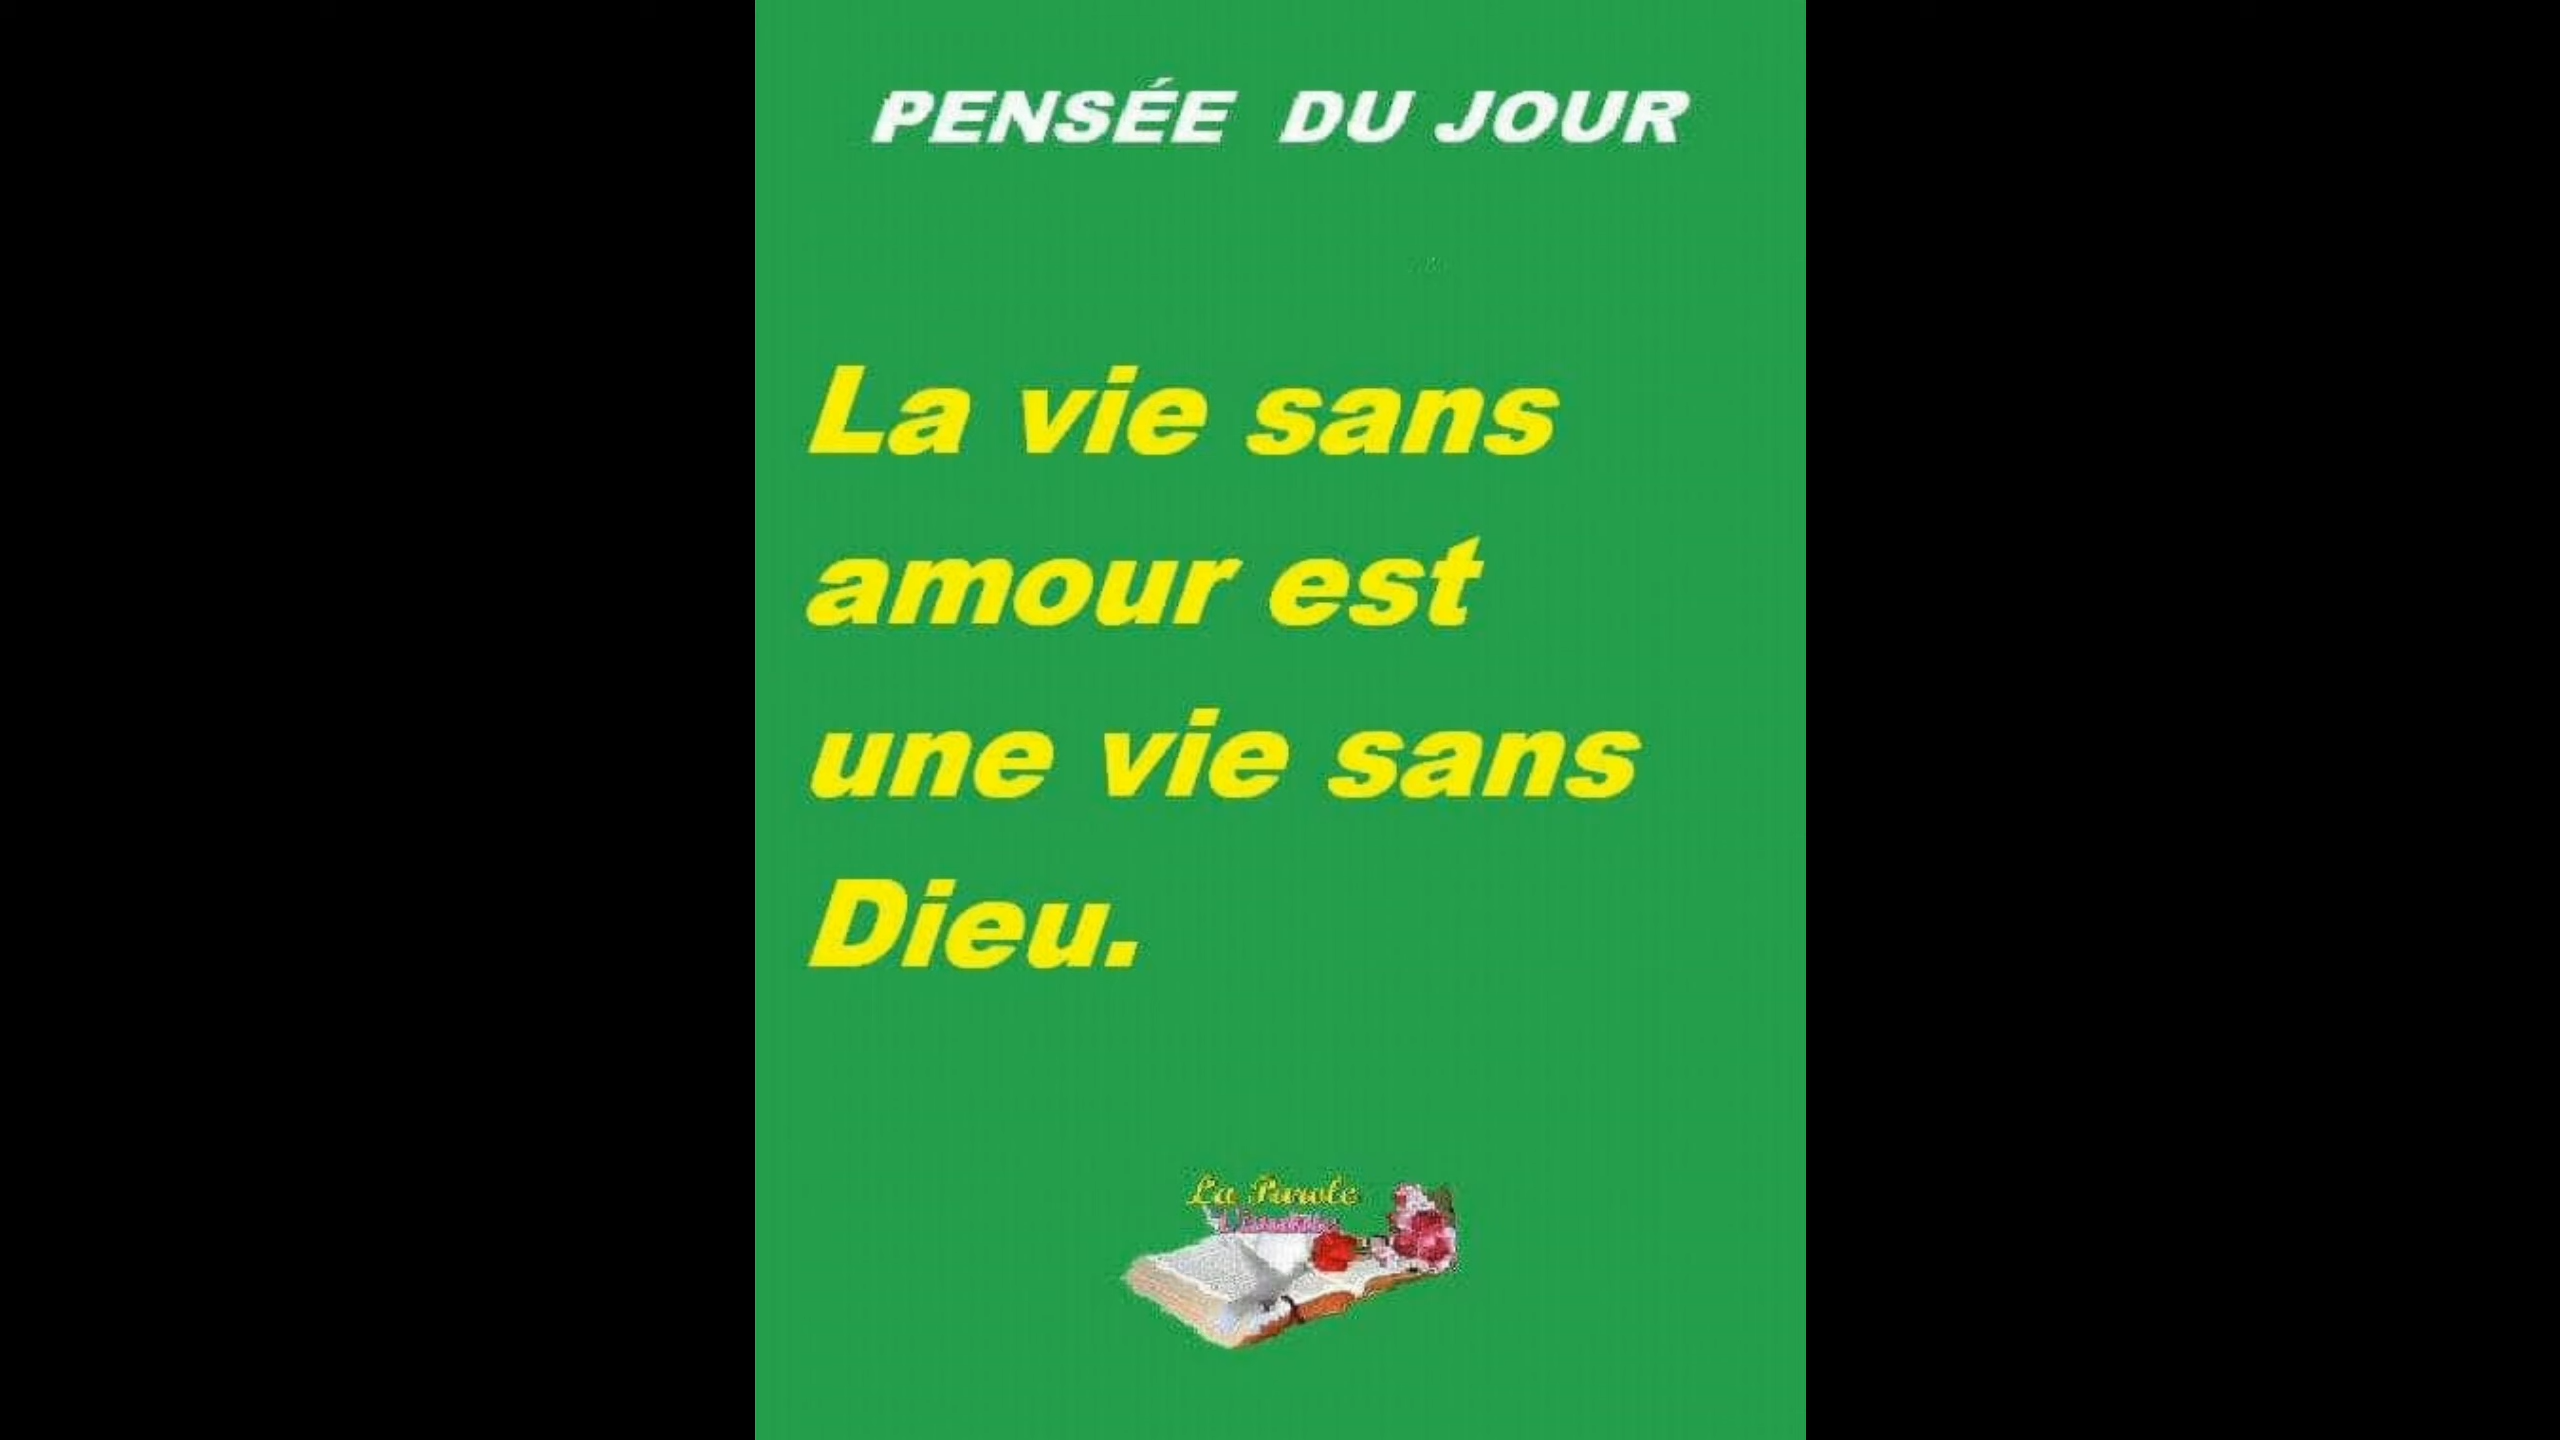 PENSÉE DU JOUR
La vie sans
amour est
une vie sans
Dieu.
La Parole